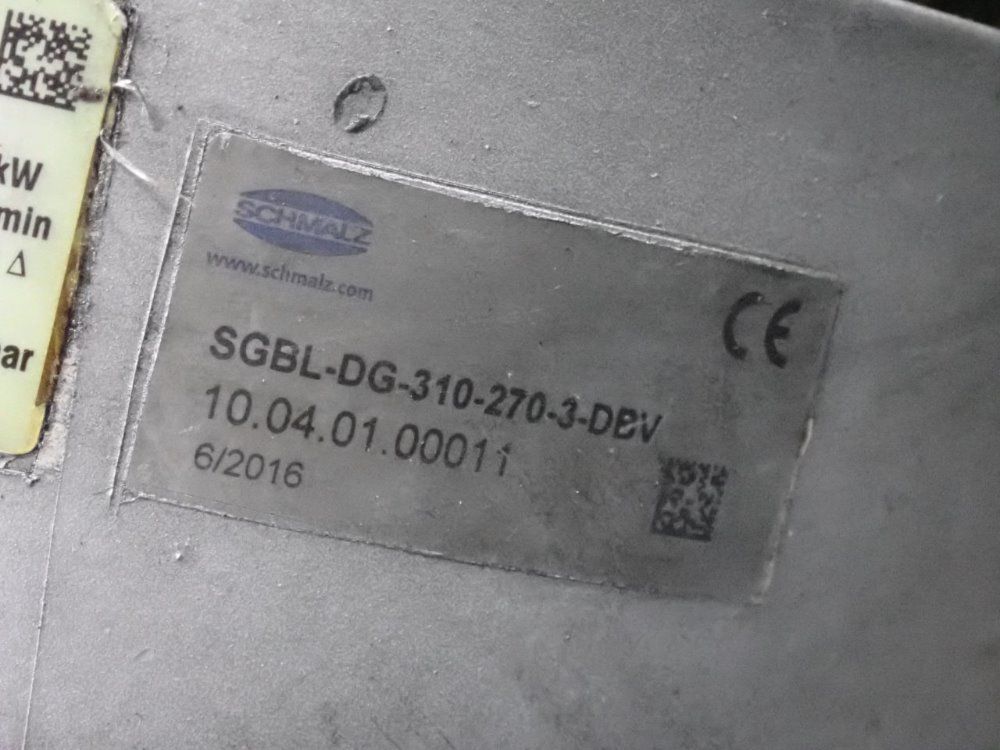 kW
min
Δ
ar
SCHMALZ
www.schmalz.com
CE
SGBL-DG-310-270-3-DBV
10.04.01.00011
6/2016